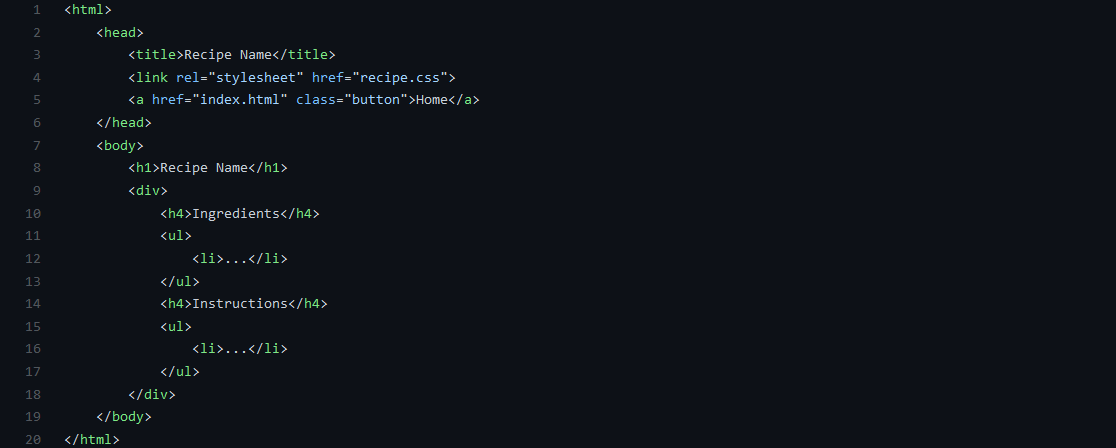 1 <html>
2 <head>
3 <title>Recipe Name</title>
4 <link rel="stylesheet" href="recipe.css">
5 <a href="index.html" class="button">Home</a>
6 </head>
7 <body>
8 <h1>Recipe Name</h1>
9 <div>
10 <h4>Ingredients</h4>
11 <ul>
12 <li>...</li>
13 </ul>
14 <h4>Instructions</h4>
15 <ul>
16 <li>...</li>
17 </ul>
18 </div>
19 </body>
20 </html>